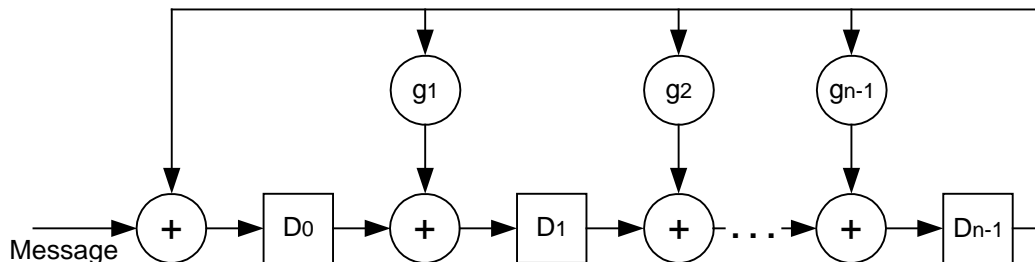 g1 g2 gn-1
+ D0 + D1 + ... + Dn-1
Message